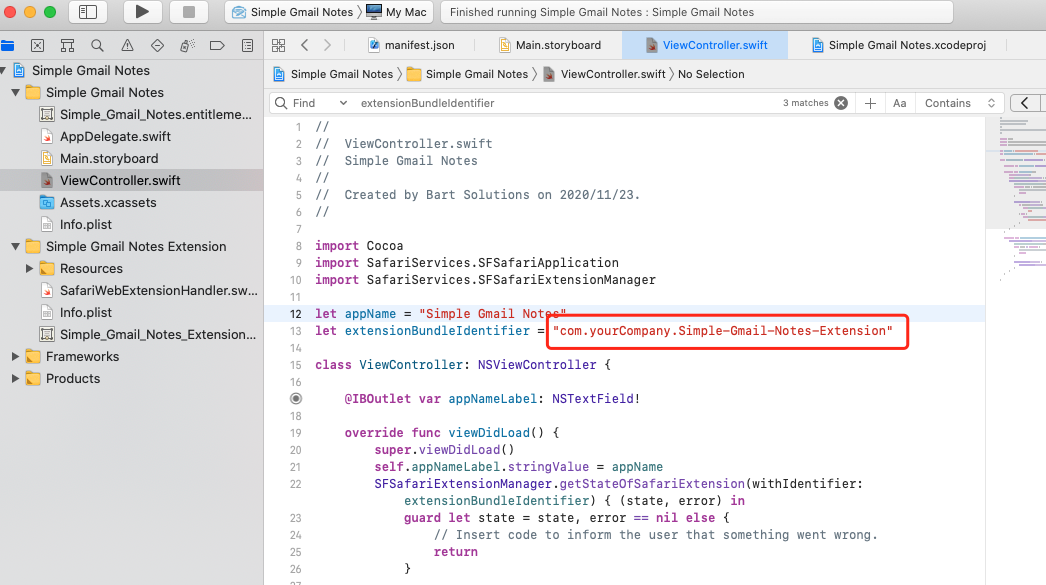 Simple Gmail Notes
My Mac
Finished running Simple Gmail Notes : Simple Gmail Notes
manifest.json
Main.storyboard
ViewController.swift
Simple Gmail Notes.xcodeproj
Simple Gmail Notes
Simple Gmail Notes
Simple_Gmail_Notes.entitleme...
AppDelegate.swift
Main.storyboard
ViewController.swift
Assets.xcassets
Info.plist
Simple Gmail Notes Extension
Resources
SafariWebExtensionHandler.sw...
Info.plist
Simple_Gmail_Notes_Extension...
Frameworks
Products
Simple Gmail Notes
Simple Gmail Notes
ViewController.swift
No Selection
Find
extensionBundleIdentifier
3 matches
Aa
Contains
1 //
2 //  ViewController.swift
3 //  Simple Gmail Notes
4 //
5 //  Created by Bart Solutions on 2020/11/23.
6 //
7
8 import Cocoa
9 import SafariServices.SFSafariApplication
10 import SafariServices.SFSafariExtensionManager
11
12 let appName = "Simple Gmail Notes"
13 let extensionBundleIdentifier = "com.yourCompany.Simple-Gmail-Notes-Extension"
14
15 class ViewController: NSViewController {
16
@IBOutlet var appNameLabel: NSTextField!
18
19 override func viewDidLoad() {
20 super.viewDidLoad()
21 self.appNameLabel.stringValue = appName
22 SFSafariExtensionManager.getStateOfSafariExtension(withIdentifier:
extensionBundleIdentifier) { (state, error) in
23 guard let state = state, error == nil else {
24 // Insert code to inform the user that something went wrong.
25 return
26 }